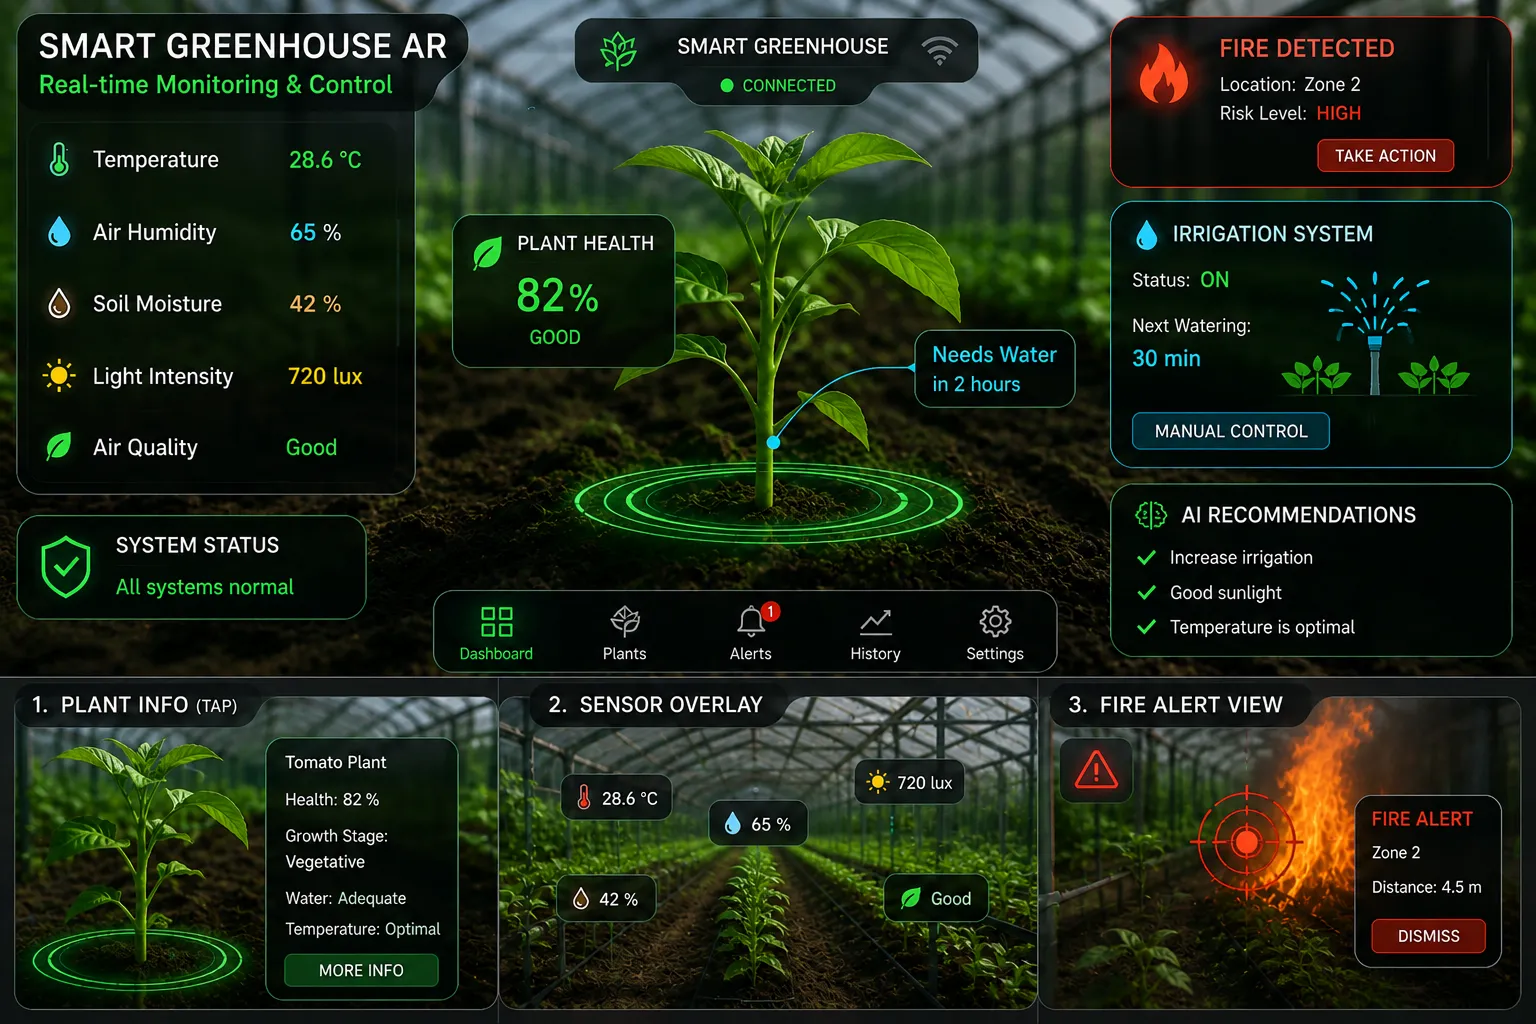 SMART GREENHOUSE AR
Real-time Monitoring & Control
Temperature 28.6 °C
Air Humidity 65 %
Soil Moisture 42 %
Light Intensity 720 lux
Air Quality Good
SYSTEM STATUS
All systems normal
SMART GREENHOUSE
CONNECTED
PLANT HEALTH
82%
GOOD
Needs Water
in 2 hours
FIRE DETECTED
Location: Zone 2
Risk Level: HIGH
TAKE ACTION
IRRIGATION SYSTEM
Status: ON
Next Watering:
30 min
MANUAL CONTROL
AI RECOMMENDATIONS
Increase irrigation
Good sunlight
Temperature is optimal
1
Dashboard Plants Alerts History Settings
1. PLANT INFO (TAP)
Tomato Plant
Health: 82 %
Growth Stage:
Vegetative
Water: Adequate
Temperature: Optimal
MORE INFO
2. SENSOR OVERLAY
28.6 °C
65 %
720 lux
42 %
Good
3. FIRE ALERT VIEW
FIRE ALERT
Zone 2
Distance: 4.5 m
DISMISS